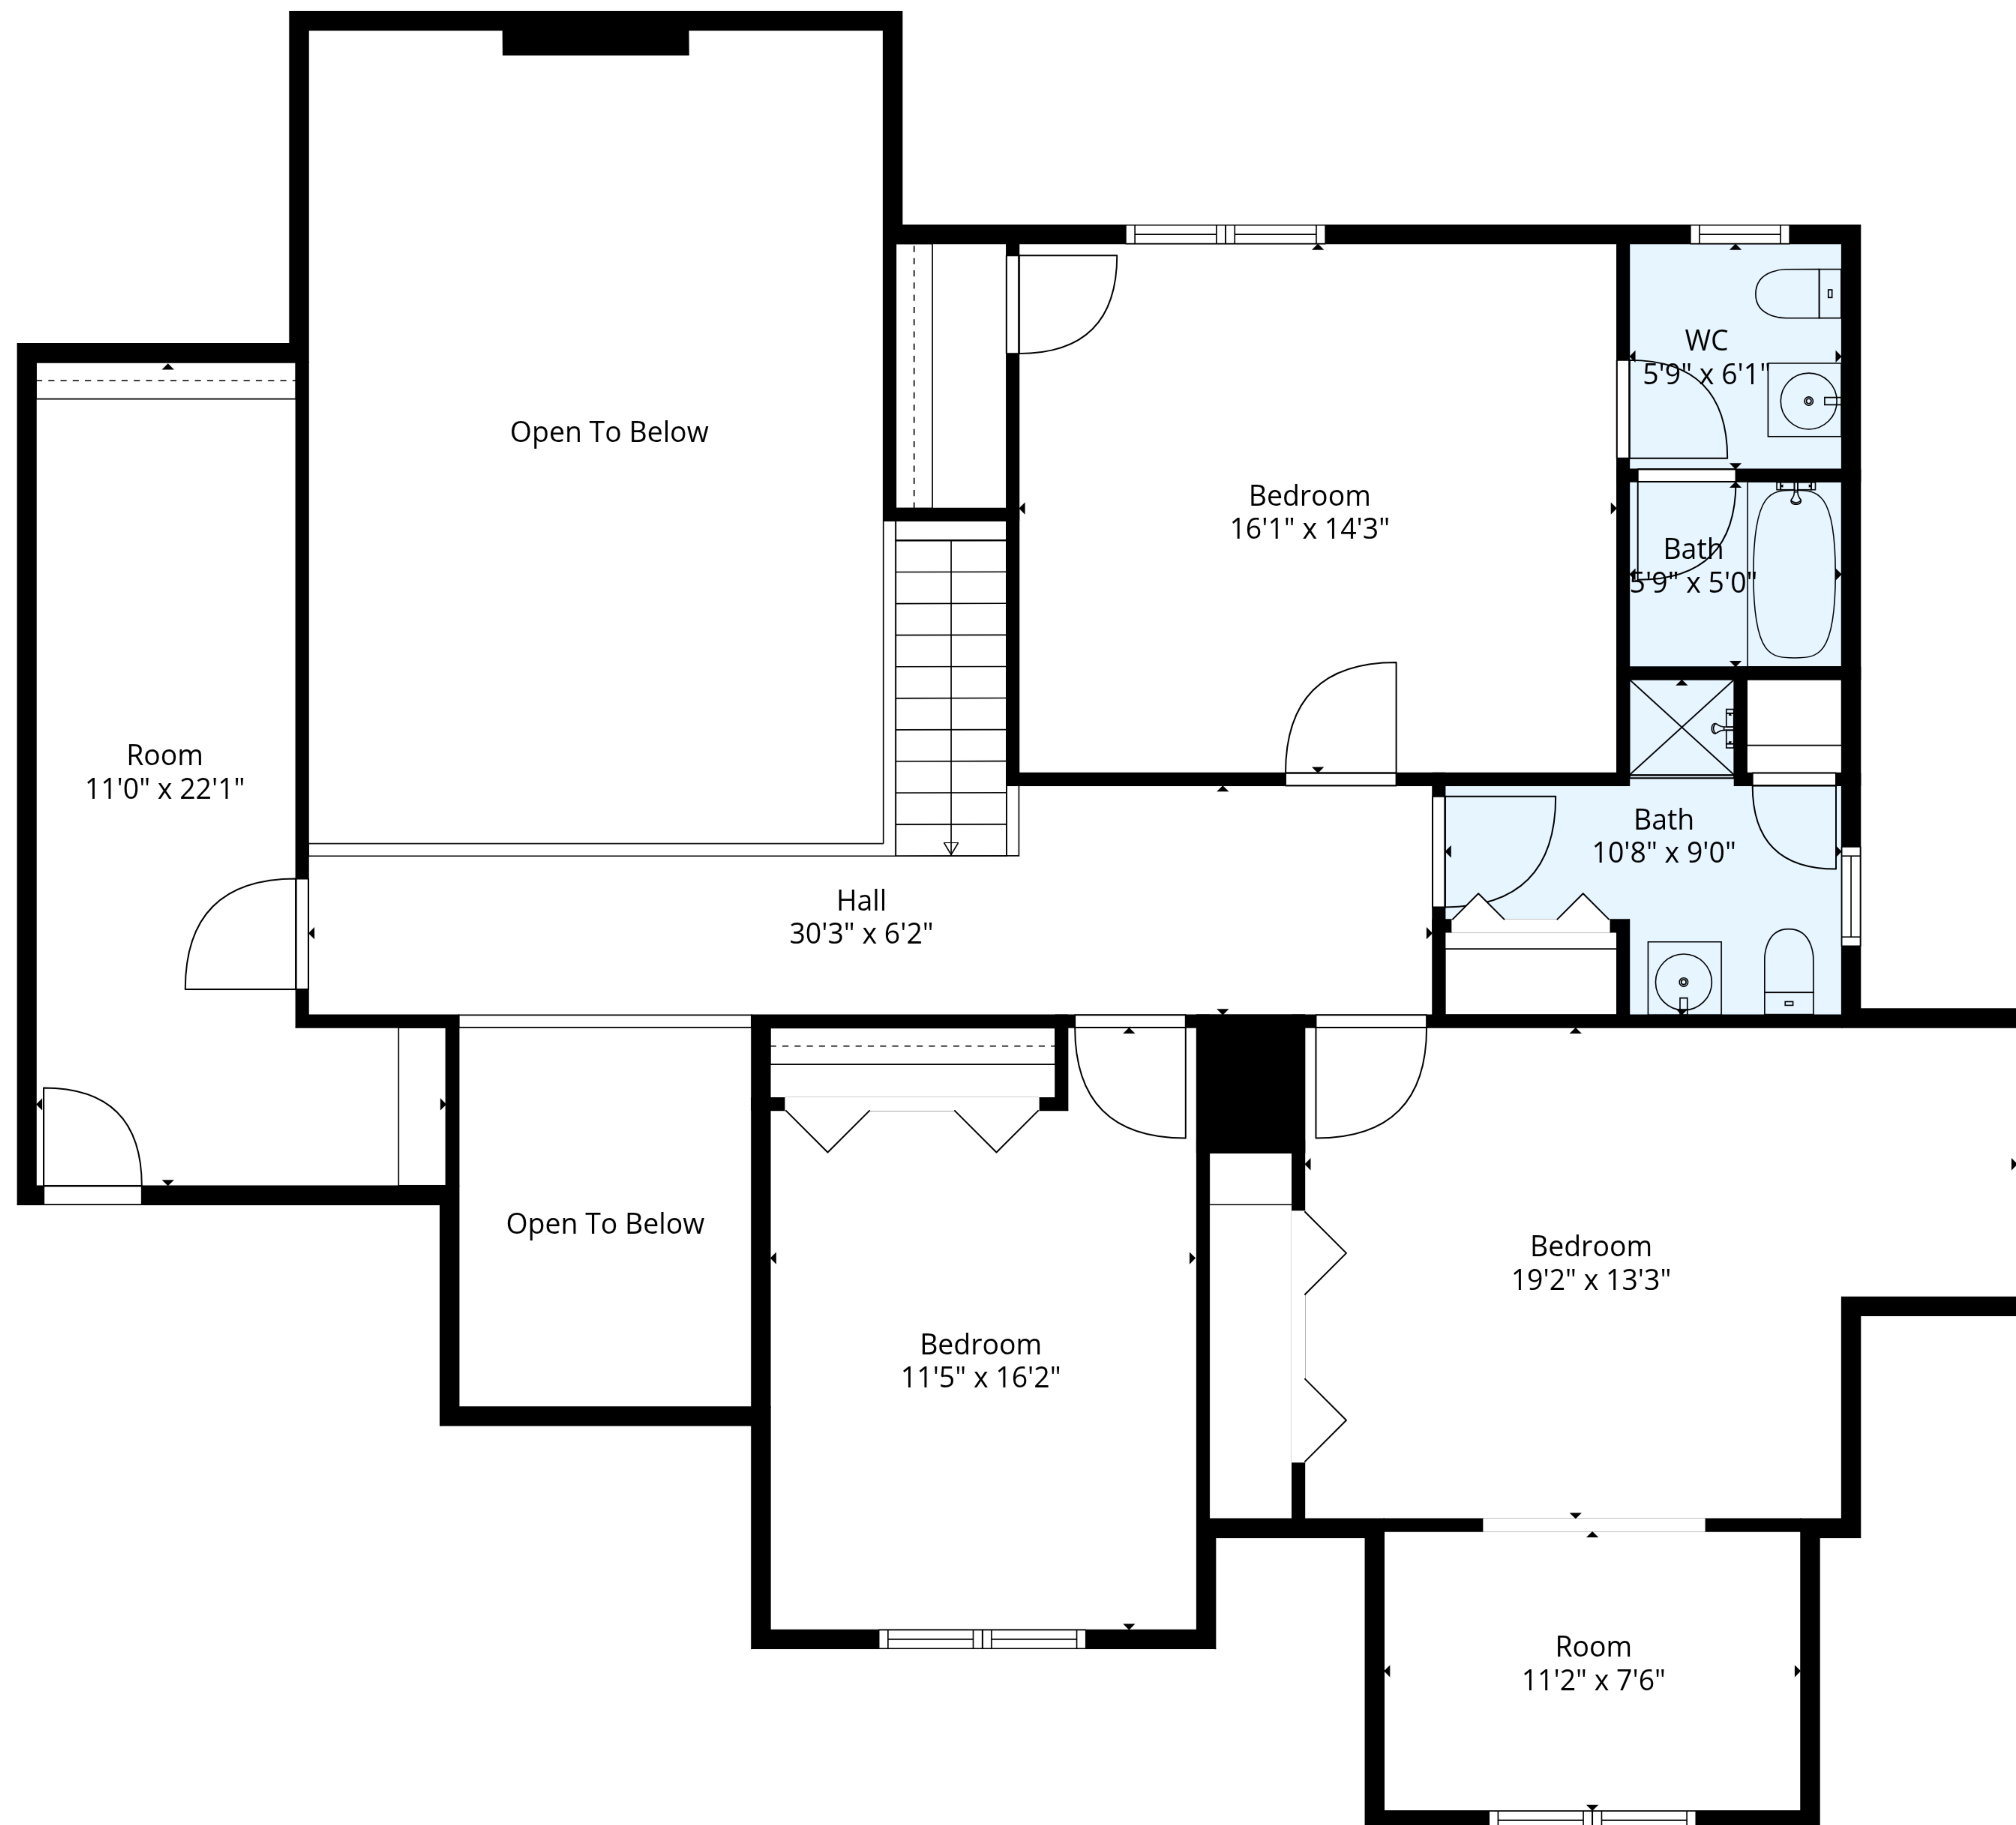 Open To Below
WC
5'9" x 6'1"
Bedroom
16'1" x 14'3"
Bath
5'9" x 5'0"
Room
11'0" x 22'1"
Bath
10'8" x 9'0"
Hall
30'3" x 6'2"
Open To Below
Bedroom
19'2" x 13'3"
Bedroom
11'5" x 16'2"
Room
11'2" x 7'6"